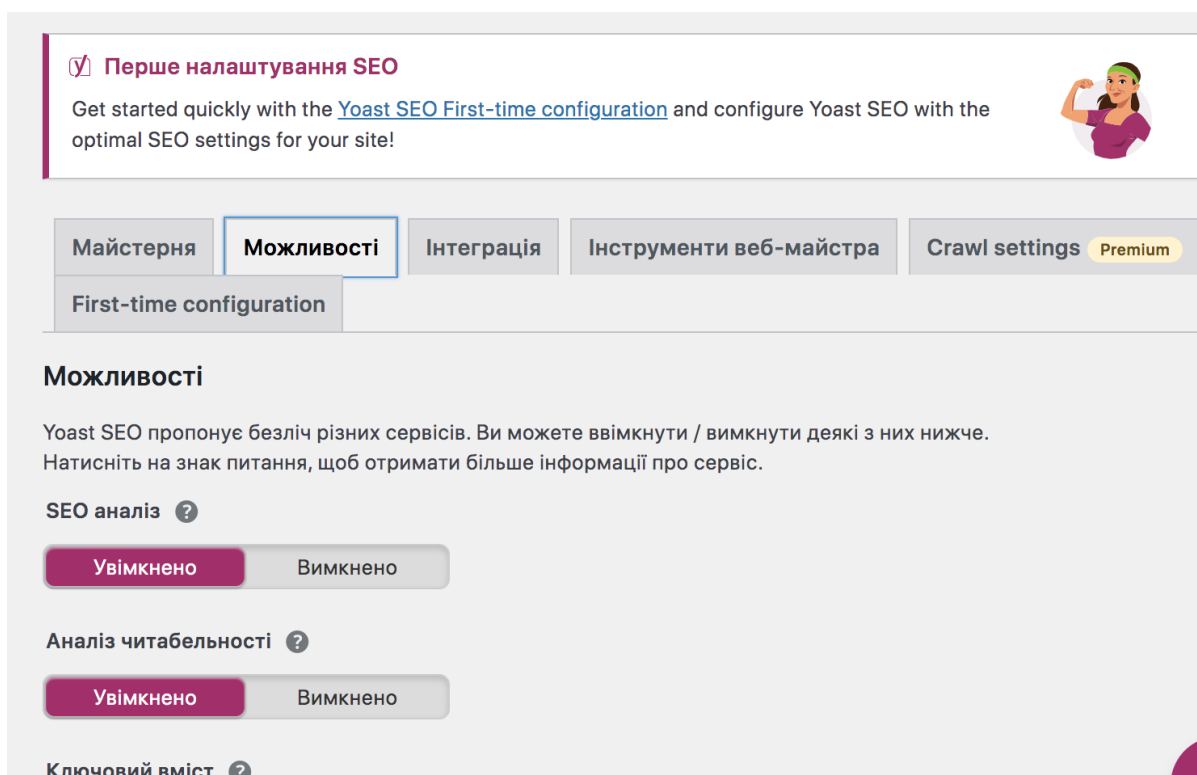 Перше налаштування SEO
Get started quickly with the Yoast SEO First-time configuration and configure Yoast SEO with the
optimal SEO settings for your site!
Майстерня Можливості Інтеграція Інструменти веб-майстра Crawl settings Premium
First-time configuration
Можливості
Yoast SEO пропонує безліч різних сервісів. Ви можете ввімкнути / вимкнути деякі з них нижче.
Натисніть на знак питання, щоб отримати більше інформації про сервіс.
SEO аналіз ?
Увімкнено Вимкнено
Аналіз читабельності ?
Увімкнено Вимкнено
Ключовий вміст ?